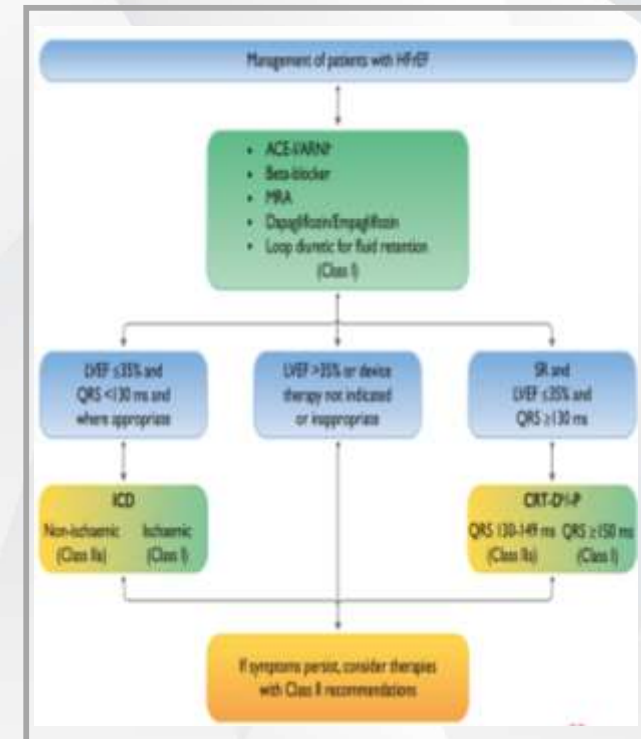 Management of patients with HFrEF
• ACE-I/ARNIᵃ
• Beta-blocker
• MRA
• Dapagliflozin/Empagliflozin
• Loop diuretic for fluid retention
(Class I)
LVEF ≤35% and
QRS <130 ms and
where appropriate
LVEF >35% or device
therapy not indicated
or inappropriate
SR and
LVEF ≤35% and
QRS ≥130 ms
ICD
Non-ischaemic
(Class IIa)
Ischaemic
(Class I)
CRT-Dᵇ/-P
QRS 130-149 ms
(Class IIa)
QRS ≥150 ms
(Class I)
If symptoms persist, consider therapies
with Class II recommendations